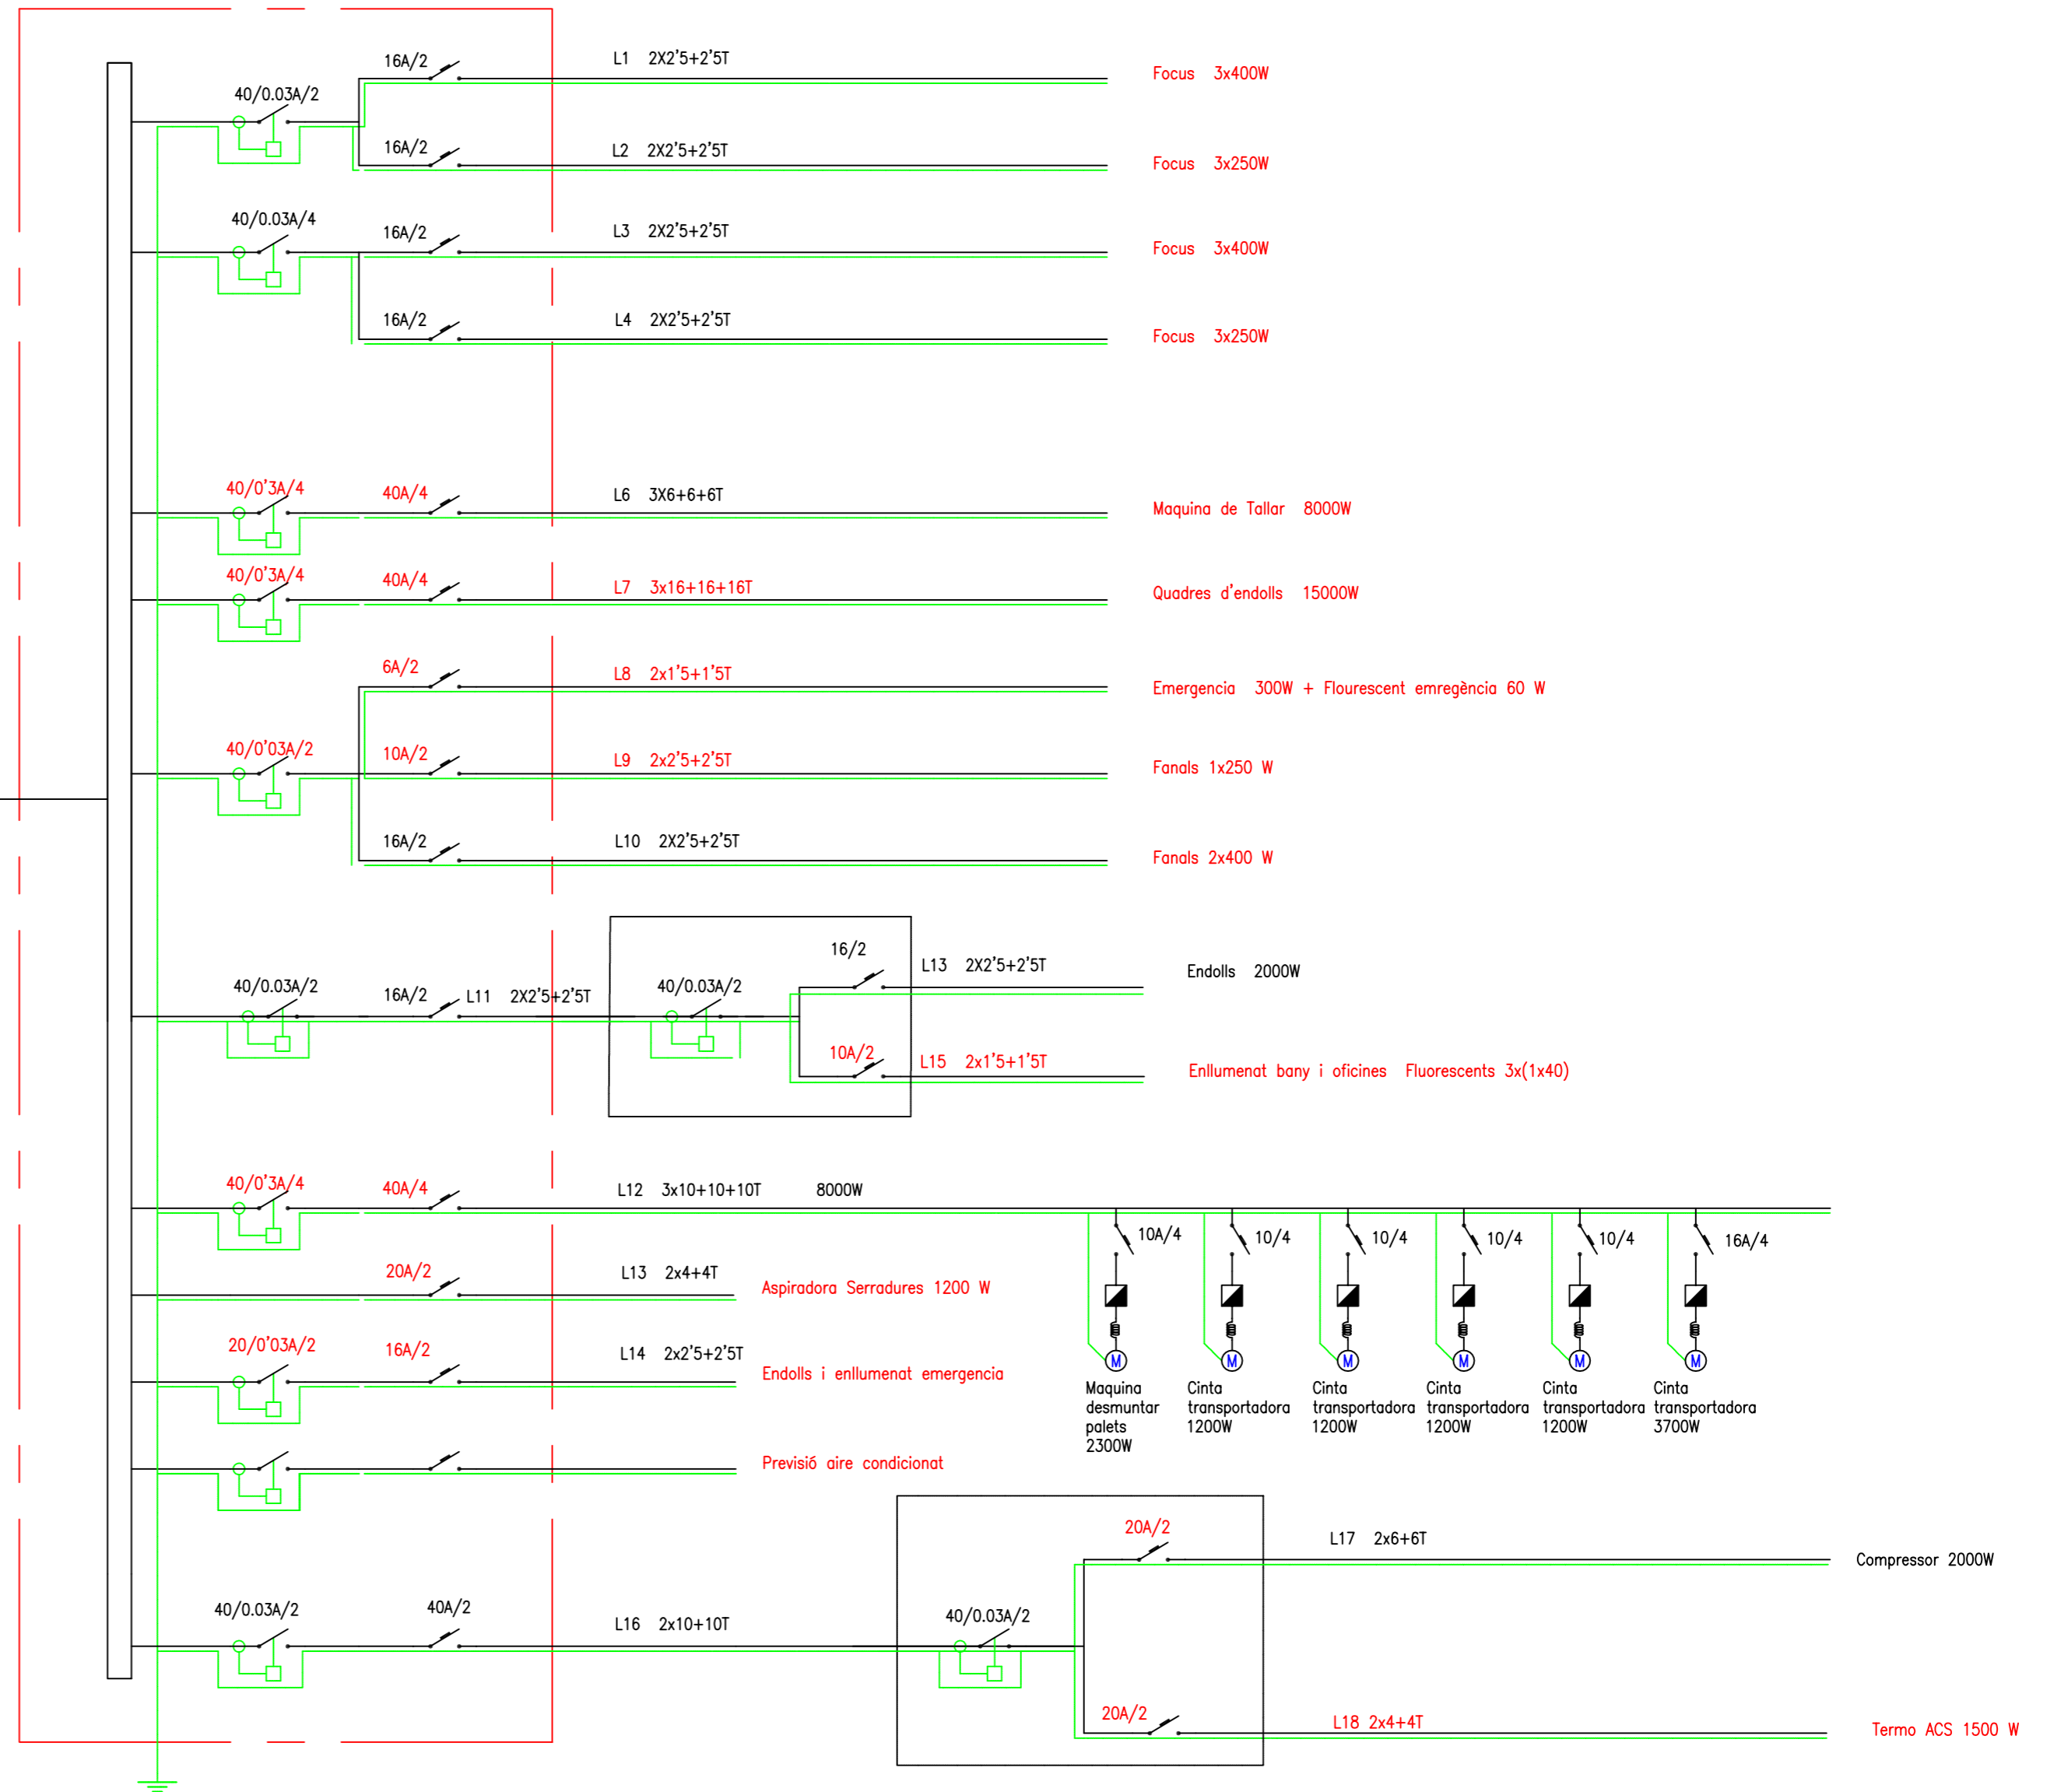 16A/2
L1 2X2'5+2'5T
Focus 3x400W
40/0.03A/2
16A/2
L2 2X2'5+2'5T
Focus 3x250W
40/0.03A/4
16A/2
L3 2X2'5+2'5T
Focus 3x400W
16A/2
L4 2X2'5+2'5T
Focus 3x250W
40/0'3A/4
40A/4
L6 3X6+6+6T
Maquina de Tallar 8000W
40/0'3A/4
40A/4
L7 3x16+16+16T
Quadres d'endolls 15000W
6A/2
L8 2x1'5+1'5T
Emergencia 300W + Flourescent emregència 60 W
40/0'03A/2
10A/2
L9 2x2'5+2'5T
Fanals 1x250 W
16A/2
L10 2X2'5+2'5T
Fanals 2x400 W
40/0.03A/2
16A/2
L11 2X2'5+2'5T
40/0.03A/2
16/2
L13 2X2'5+2'5T
Endolls 2000W
10A/2
L15 2x1'5+1'5T
Enllumenat bany i oficines Fluorescents 3x(1x40)
40/0'3A/4
40A/4
L12 3x10+10+10T
8000W
10A/4
10/4
10/4
10/4
10/4
16A/4
M
M
M
M
M
M
Maquina
desmuntar
palets
2300W
Cinta
transportadora
1200W
Cinta
transportadora
1200W
Cinta
transportadora
1200W
Cinta
transportadora
1200W
Cinta
transportadora
3700W
20A/2
L13 2x4+4T
Aspiradora Serradures 1200 W
20/0'03A/2
16A/2
L14 2x2'5+2'5T
Endolls i enllumenat emergencia
Previsió aire condicionat
40/0.03A/2
40A/2
L16 2x10+10T
40/0.03A/2
20A/2
L17 2x6+6T
Compressor 2000W
20A/2
L18 2x4+4T
Termo ACS 1500 W